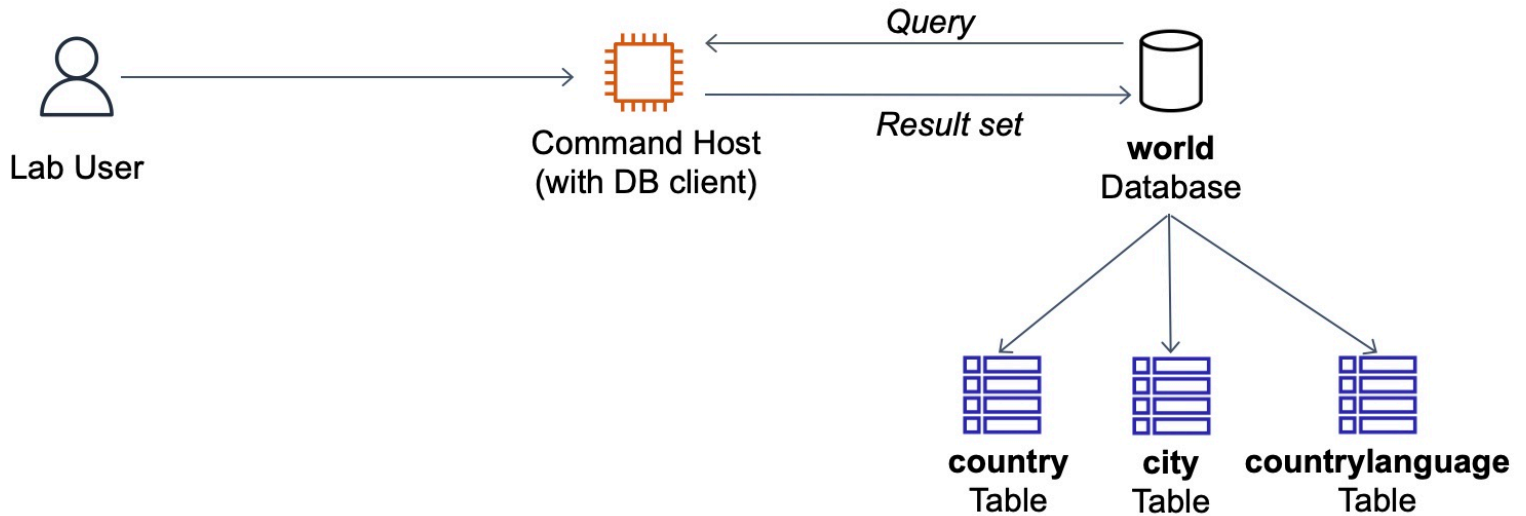 Query
Result set
Lab User
Command Host
(with DB client)
world
Database
country
Table
city
Table
countrylanguage
Table